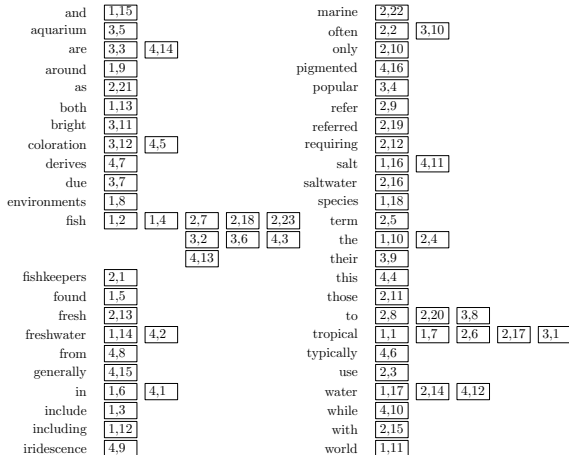 and 1,15
aquarium 3,5
are 3,3 4,14
around 1,9
as 2,21
both 1,13
bright 3,11
coloration 3,12 4,5
derives 4,7
due 3,7
environments 1,8
fish 1,2 1,4 2,7 2,18 2,23
3,2 3,6 4,3
4,13
fishkeepers 2,1
found 1,5
fresh 2,13
freshwater 1,14 4,2
from 4,8
generally 4,15
in 1,6 4,1
include 1,3
including 1,12
iridescence 4,9
marine 2,22
often 2,2 3,10
only 2,10
pigmented 4,16
popular 3,4
refer 2,9
referred 2,19
requiring 2,12
salt 1,16 4,11
saltwater 2,16
species 1,18
term 2,5
the 1,10 2,4
their 3,9
this 4,4
those 2,11
to 2,8 2,20 3,8
tropical 1,1 1,7 2,6 2,17 3,1
typically 4,6
use 2,3
water 1,17 2,14 4,12
while 4,10
with 2,15
world 1,11